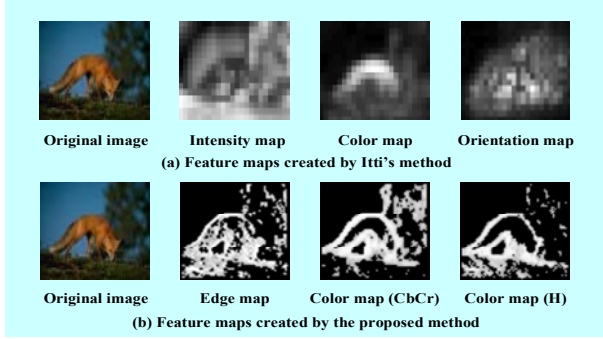 Original image Intensity map Color map Orientation map
(a) Feature maps created by Itti's method
Original image Edge map Color map (CbCr) Color map (H)
(b) Feature maps created by the proposed method